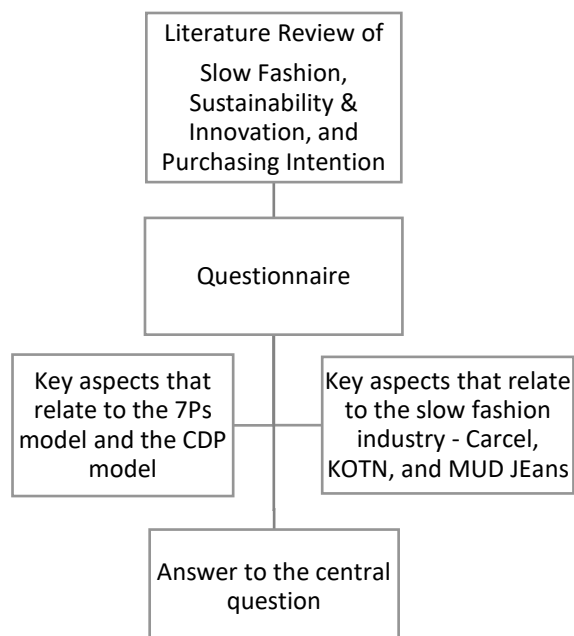 Literature Review of
Slow Fashion,
Sustainability &
Innovation, and
Purchasing Intention
Questionnaire
Key aspects that
relate to the 7Ps
model and the CDP
model
Key aspects that relate
to the slow fashion
industry - Carcel,
KOTN, and MUD JEans
Answer to the central
question